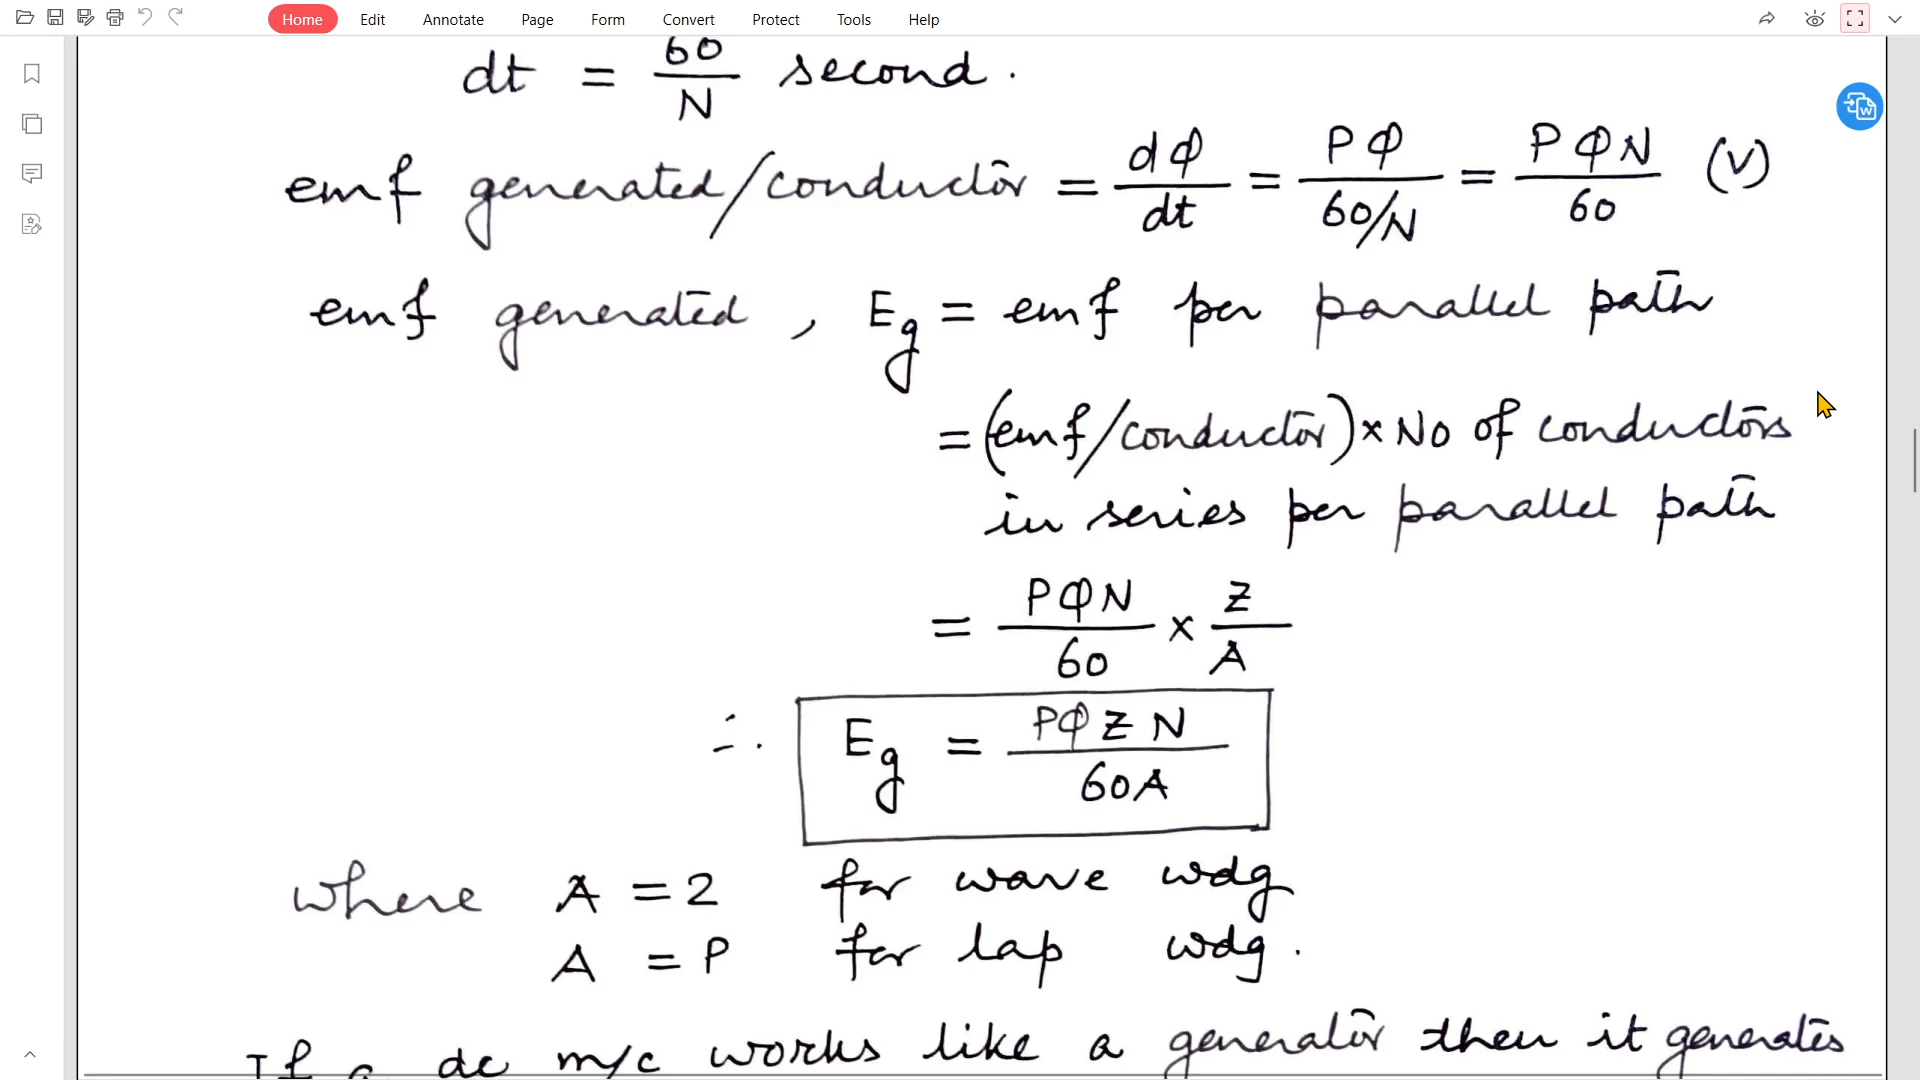 Home Edit Annotate Page Form Convert Protect Tools Help
dt = 60/N second.
emf generated/conductor = dΦ/dt = PΦ/(60/N) = PΦN/60 (V)
emf generated, Eg = emf per parallel path
= (emf/conductor) × No of conductors
in series per parallel path
= PΦN/60 × Z/A
∴ Eg = PΦZN/60A
where A = 2 for wave wdg
A = P for lap wdg.
If a dc m/c works like a generator then it generates